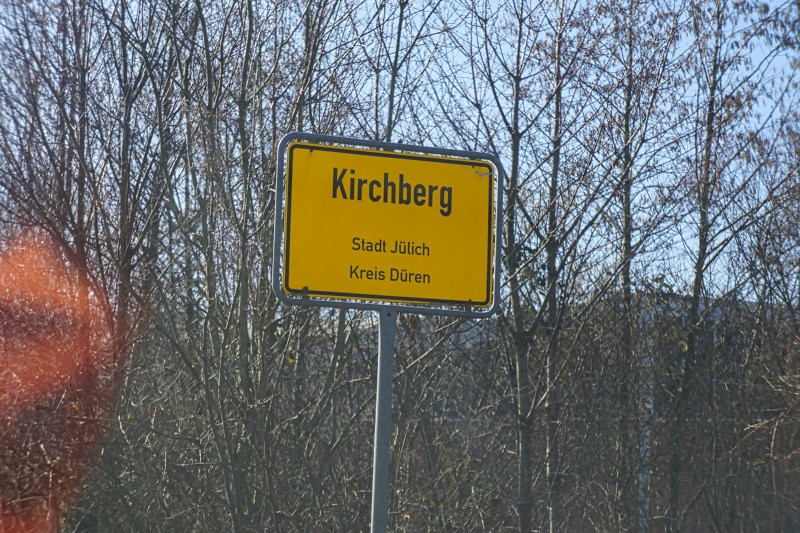 Kirchberg
Stadt Jülich
Kreis Düren